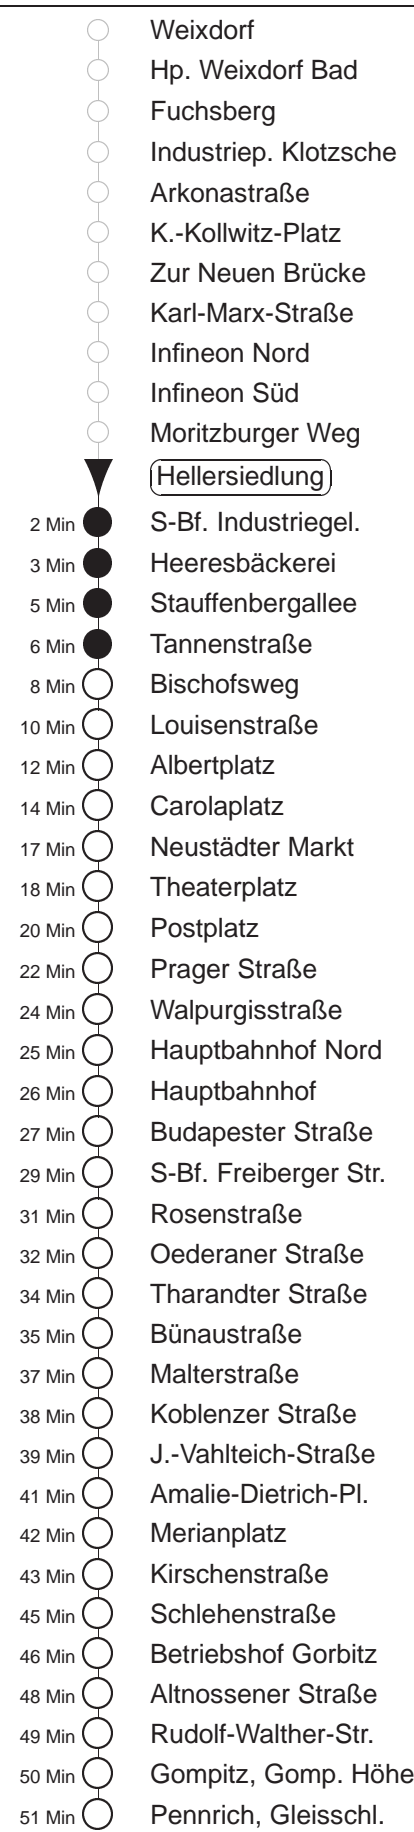 Weixdorf
Hp. Weixdorf Bad
Fuchsberg
Industriep. Klotzsche
Arkonastraße
K.-Kollwitz-Platz
Zur Neuen Brücke
Karl-Marx-Straße
Infineon Nord
Infineon Süd
Moritzburger Weg
Hellersiedlung
2 Min S-Bf. Industriegel.
3 Min Heeresbäckerei
5 Min Stauffenbergallee
6 Min Tannenstraße
8 Min Bischofsweg
10 Min Louisenstraße
12 Min Albertplatz
14 Min Carolaplatz
17 Min Neustädter Markt
18 Min Theaterplatz
20 Min Postplatz
22 Min Prager Straße
24 Min Walpurgisstraße
25 Min Hauptbahnhof Nord
26 Min Hauptbahnhof
27 Min Budapester Straße
29 Min S-Bf. Freiberger Str.
31 Min Rosenstraße
32 Min Oederaner Straße
34 Min Tharandter Straße
35 Min Bünaustraße
37 Min Malterstraße
38 Min Koblenzer Straße
39 Min J.-Vahlteich-Straße
41 Min Amalie-Dietrich-Pl.
42 Min Merianplatz
43 Min Kirschenstraße
45 Min Schlehenstraße
46 Min Betriebshof Gorbitz
48 Min Altnossener Straße
49 Min Rudolf-Walther-Str.
50 Min Gompitz, Gomp. Höhe
51 Min Pennrich, Gleisschl.